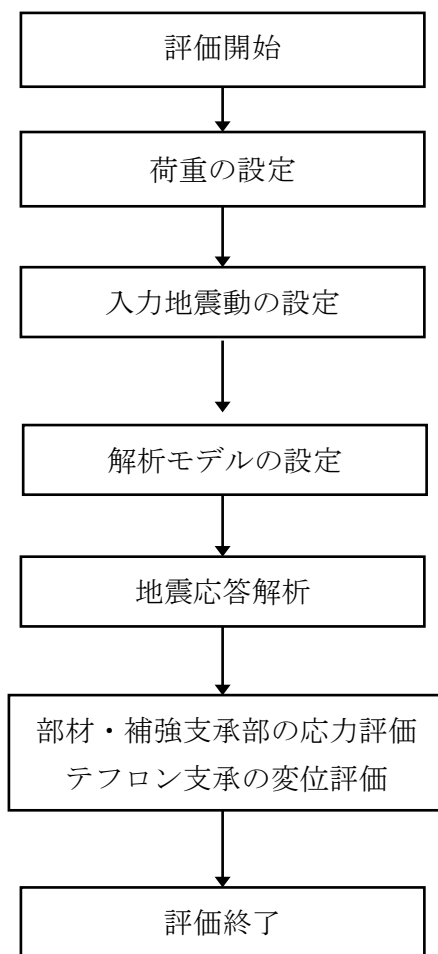 評価開始
荷重の設定
入力地震動の設定
解析モデルの設定
地震応答解析
部材・補強支承部の応力評価
テフロン支承の変位評価
評価終了